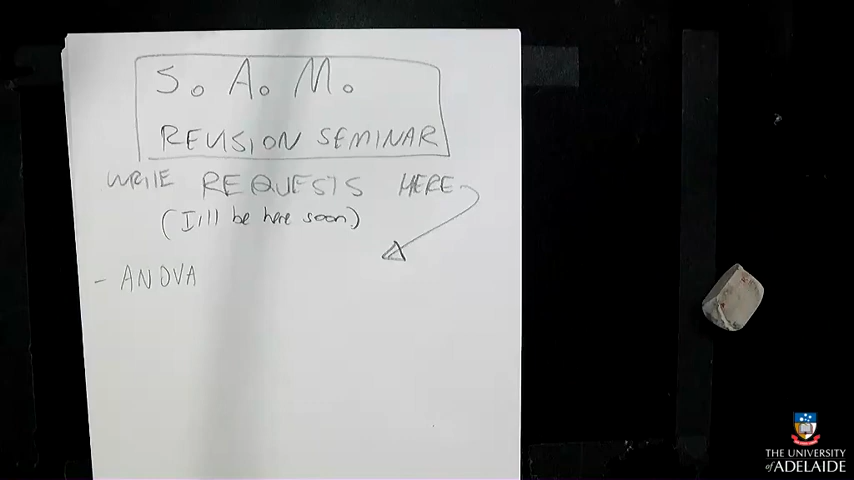 S. A. M.
REVISION SEMINAR
WRITE REQUESTS HERE
(I'll be here soon.)
- ANOVA
THE UNIVERSITY
of ADELAIDE